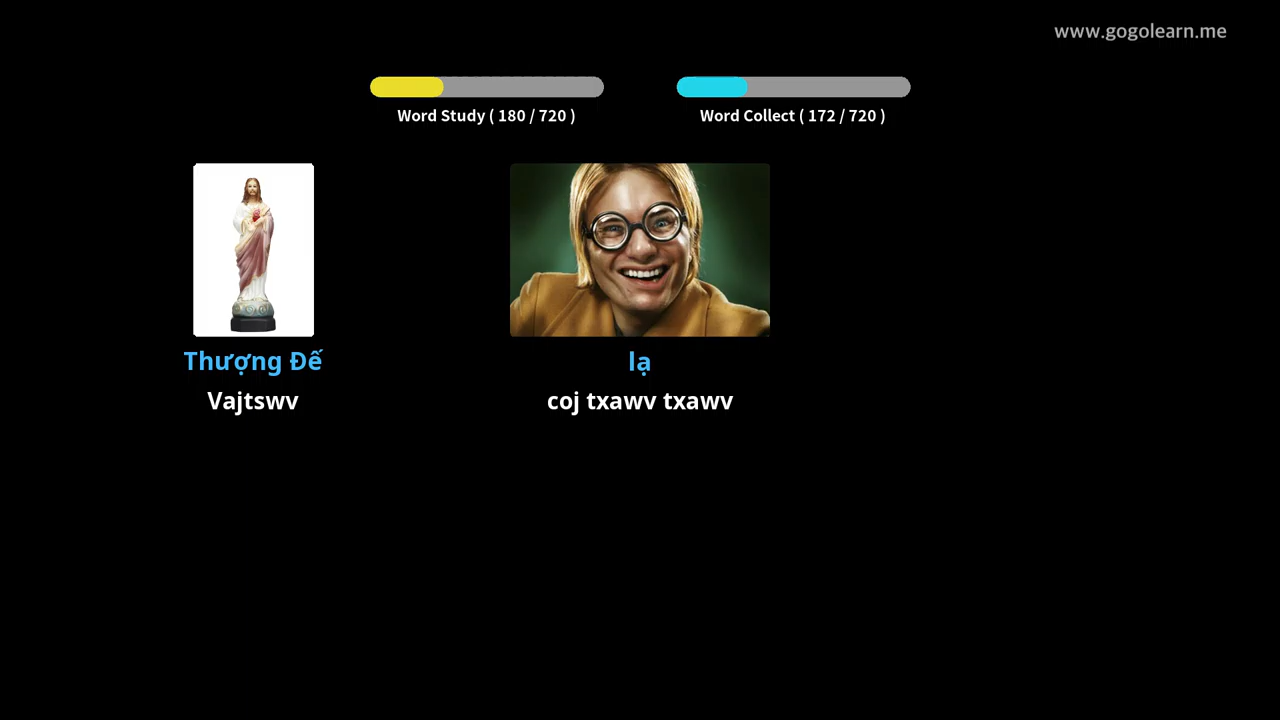 www.gogolearn.me
Word Study ( 180 / 720 )
Word Collect ( 172 / 720 )
Thượng Đế
Vajtswv
lạ
coj txawv txawv